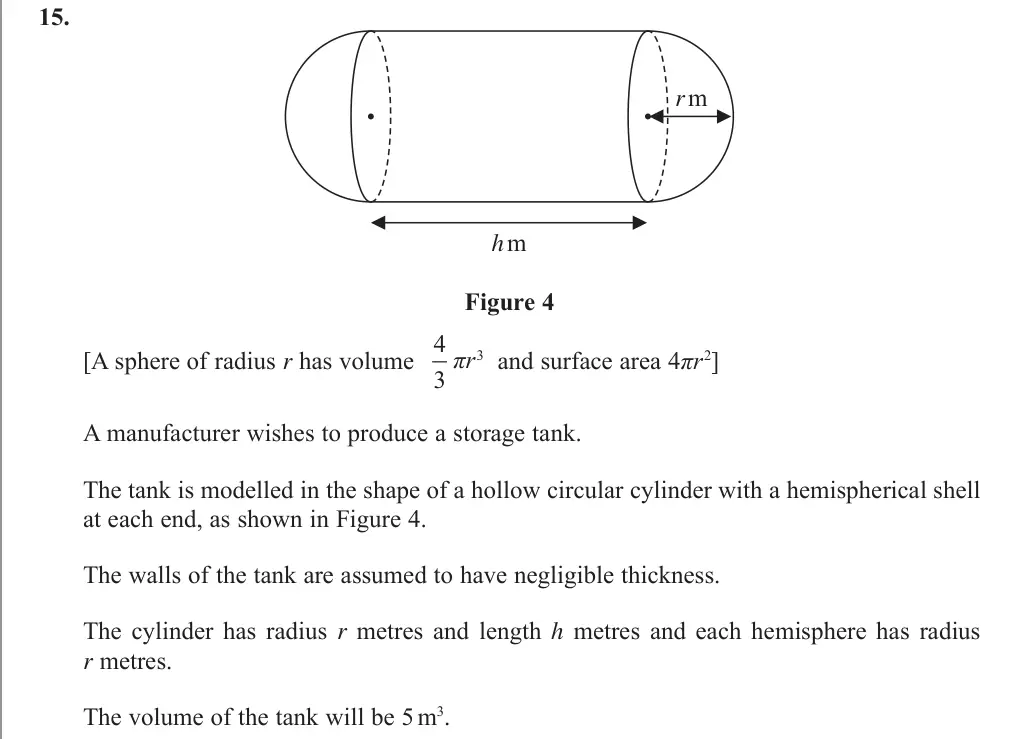 15.
r m
h m
Figure 4
[A sphere of radius r has volume 4/3 πr³ and surface area 4πr²]
A manufacturer wishes to produce a storage tank.
The tank is modelled in the shape of a hollow circular cylinder with a hemispherical shell
at each end, as shown in Figure 4.
The walls of the tank are assumed to have negligible thickness.
The cylinder has radius r metres and length h metres and each hemisphere has radius
r metres.
The volume of the tank will be 5 m³.